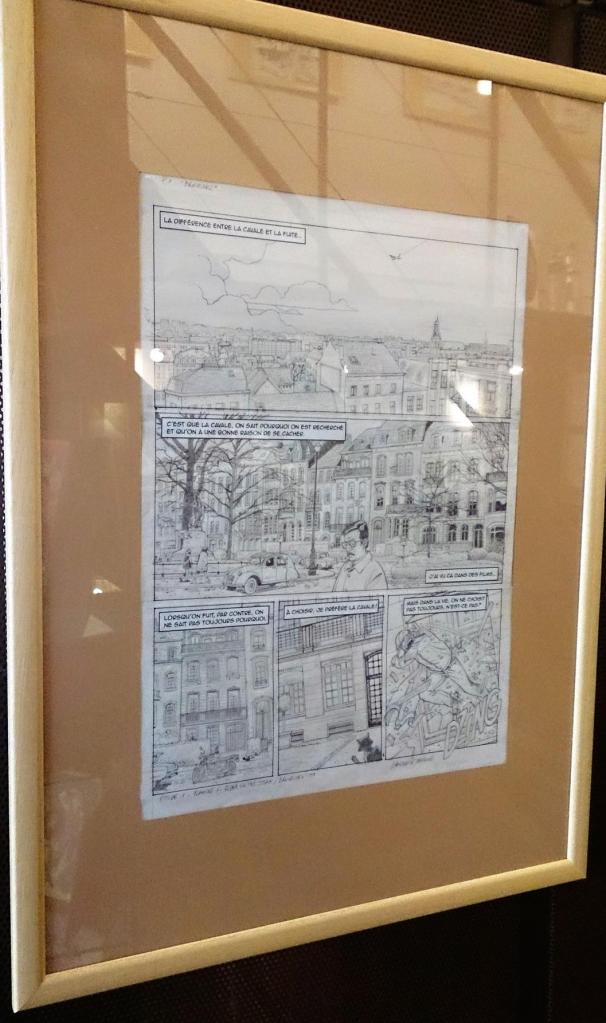 LA DIFFÉRENCE ENTRE LA CAVALE ET LA FUITE...
C'EST QUE LA CAVALE, ON SAIT POURQUOI ON EST RECHERCHÉ
ET QU'ON A UNE BONNE RAISON DE SE CACHER.
J'AI VU ÇA DANS DES FILMS...
LORSQU'ON FUIT, PAR CONTRE, ON
NE SAIT PAS TOUJOURS POURQUOI.
À CHOISIR, JE PRÉFÈRE LA CAVALE !
MAIS DANS LA VIE, ON NE CHOISIT
PAS TOUJOURS, N'EST-CE PAS ?
DING